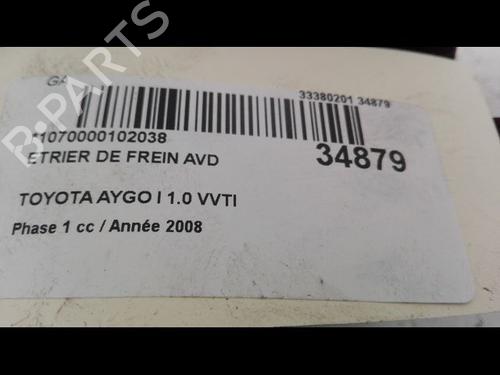 GA
33380201 34879
*1070000102038
ETRIER DE FREIN AVD
34879
TOYOTA AYGO I 1.0 VVTI
Phase 1 cc / Année 2008
B-PARTS